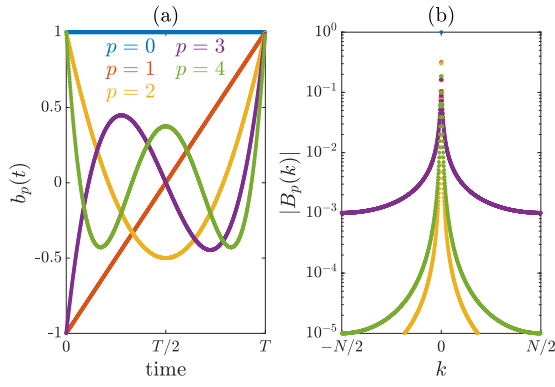 (a)
(b)
1
0.5
0
-0.5
-1
b_p(t)
p = 0
p = 1
p = 2
p = 3
p = 4
0
T/2
T
time
10^0
10^{-1}
10^{-2}
10^{-3}
10^{-4}
10^{-5}
|B_p(k)|
−N/2
0
N/2
k